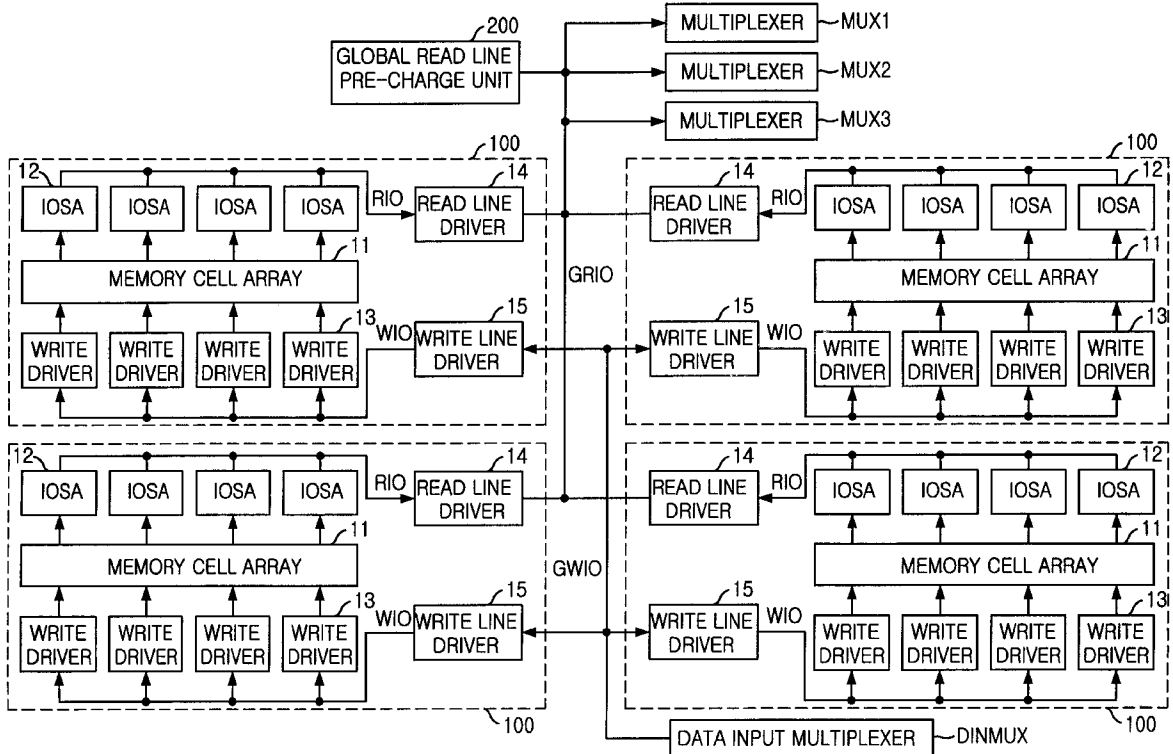 200
GLOBAL READ LINE
PRE-CHARGE UNIT
MULTIPLEXER
MUX1
MULTIPLEXER
MUX2
MULTIPLEXER
MUX3
100
12
IOSA
IOSA
IOSA
IOSA
RIO
14
READ LINE
DRIVER
11
MEMORY CELL ARRAY
13
WRITE
DRIVER
WRITE
DRIVER
WRITE
DRIVER
WRITE
DRIVER
WIO
15
WRITE LINE
DRIVER
GRIO
100
14
READ LINE
DRIVER
RIO
IOSA
IOSA
IOSA
IOSA
12
11
MEMORY CELL ARRAY
15
WRITE LINE
DRIVER
WIO
WRITE
DRIVER
WRITE
DRIVER
WRITE
DRIVER
WRITE
DRIVER
13
12
IOSA
IOSA
IOSA
IOSA
RIO
14
READ LINE
DRIVER
11
MEMORY CELL ARRAY
13
WRITE
DRIVER
WRITE
DRIVER
WRITE
DRIVER
WRITE
DRIVER
WIO
15
WRITE LINE
DRIVER
100
GWIO
14
READ LINE
DRIVER
RIO
IOSA
IOSA
IOSA
IOSA
12
11
MEMORY CELL ARRAY
15
WRITE LINE
DRIVER
WIO
WRITE
DRIVER
WRITE
DRIVER
WRITE
DRIVER
WRITE
DRIVER
13
100
DATA INPUT MULTIPLEXER
DINMUX